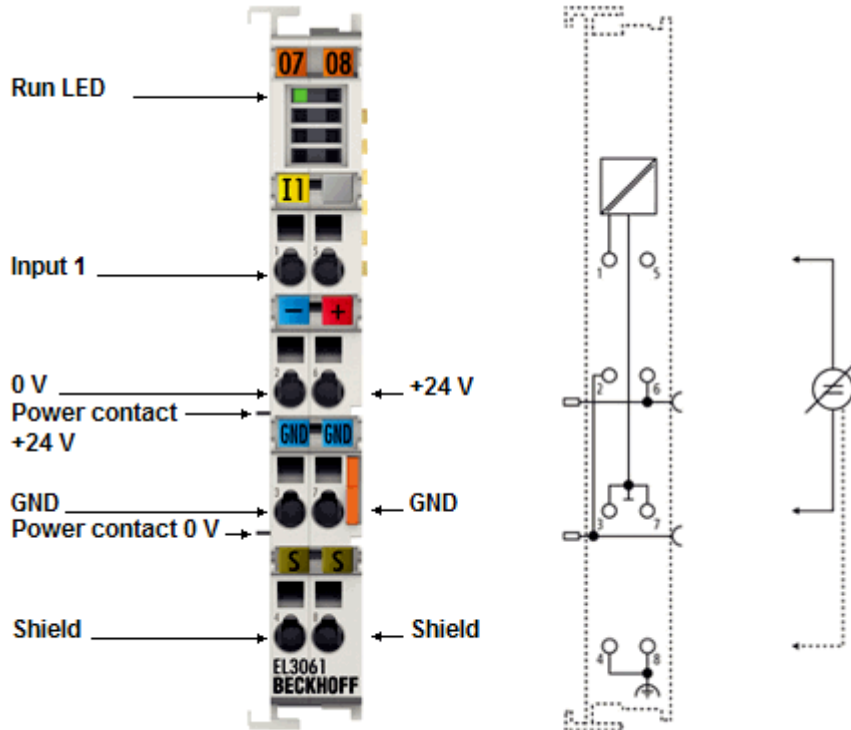 07 08
Run LED
I1
1 5
Input 1
- +
2 6
0 V
+24 V
Power contact
+24 V
GND GND
3 7
GND
GND
Power contact 0 V
S S
4 8
Shield
Shield
EL3061
BECKHOFF
1 5
2 6
3 7
4 8